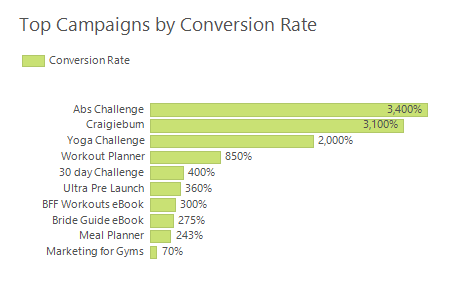 Top Campaigns by Conversion Rate
Conversion Rate
Abs Challenge 3,400%
Craigiebum 3,100%
Yoga Challenge 2,000%
Workout Planner 850%
30 day Challenge 400%
Ultra Pre Launch 360%
BFF Workouts eBook 300%
Bride Guide eBook 275%
Meal Planner 243%
Marketing for Gyms 70%